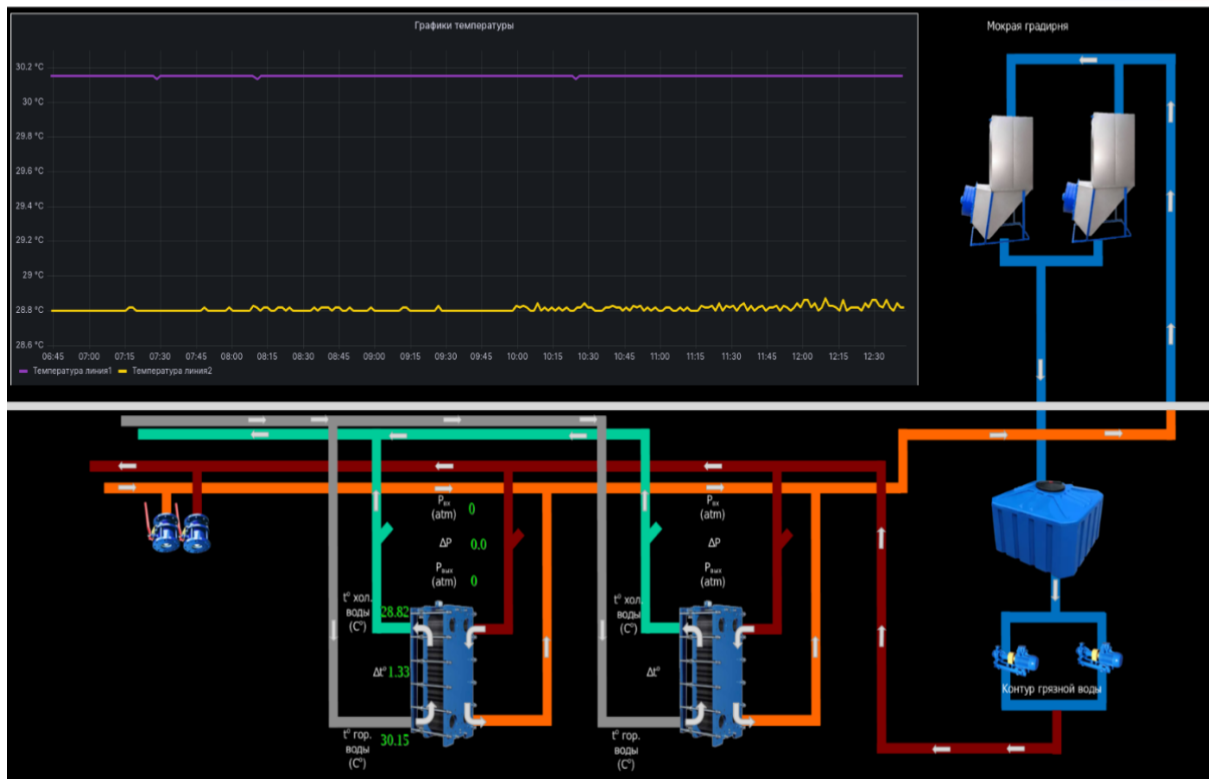 Графики температуры
Мокрая градирня
30.2 °C
30 °C
29.8 °C
29.6 °C
29.4 °C
29.2 °C
29 °C
28.8 °C
28.6 °C
06:45 07:00 07:15 07:30 07:45 08:00 08:15 08:30 08:45 09:00 09:15 09:30 09:45 10:00 10:15 10:30 10:45 11:00 11:15 11:30 11:45 12:00 12:15 12:30
Температура линия1 Температура линия2
Pвх
(atm) 0
ΔP 0.0
Pвых
(atm) 0
t° хол.
воды
(C°)
28.82
Δt° 1.33
t° гор.
воды
(C°)
30.15
Pвх
(atm)
ΔP
Pвых
(atm)
t° хол.
воды
(C°)
Δt°
t° гор.
воды
(C°)
Контур грязной воды